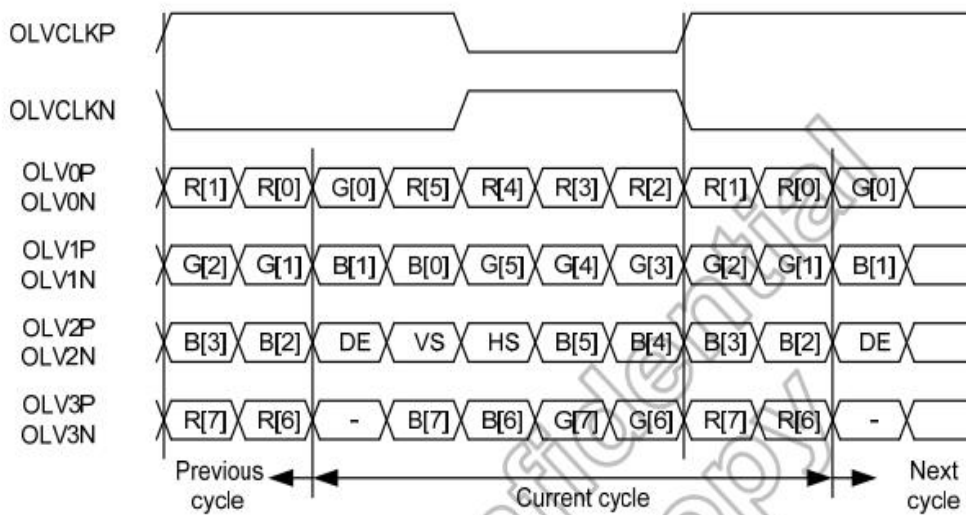 OLVCLKP
OLVCLKN
OLV0P
OLV0N
R[1] R[0] G[0] R[5] R[4] R[3] R[2] R[1] R[0] G[0]
OLV1P
OLV1N
G[2] G[1] B[1] B[0] G[5] G[4] G[3] G[2] G[1] B[1]
OLV2P
OLV2N
B[3] B[2] DE VS HS B[5] B[4] B[3] B[2] DE
OLV3P
OLV3N
R[7] R[6] - B[7] B[6] G[7] G[6] R[7] R[6] -
Previous
cycle
Current cycle
Next
cycle